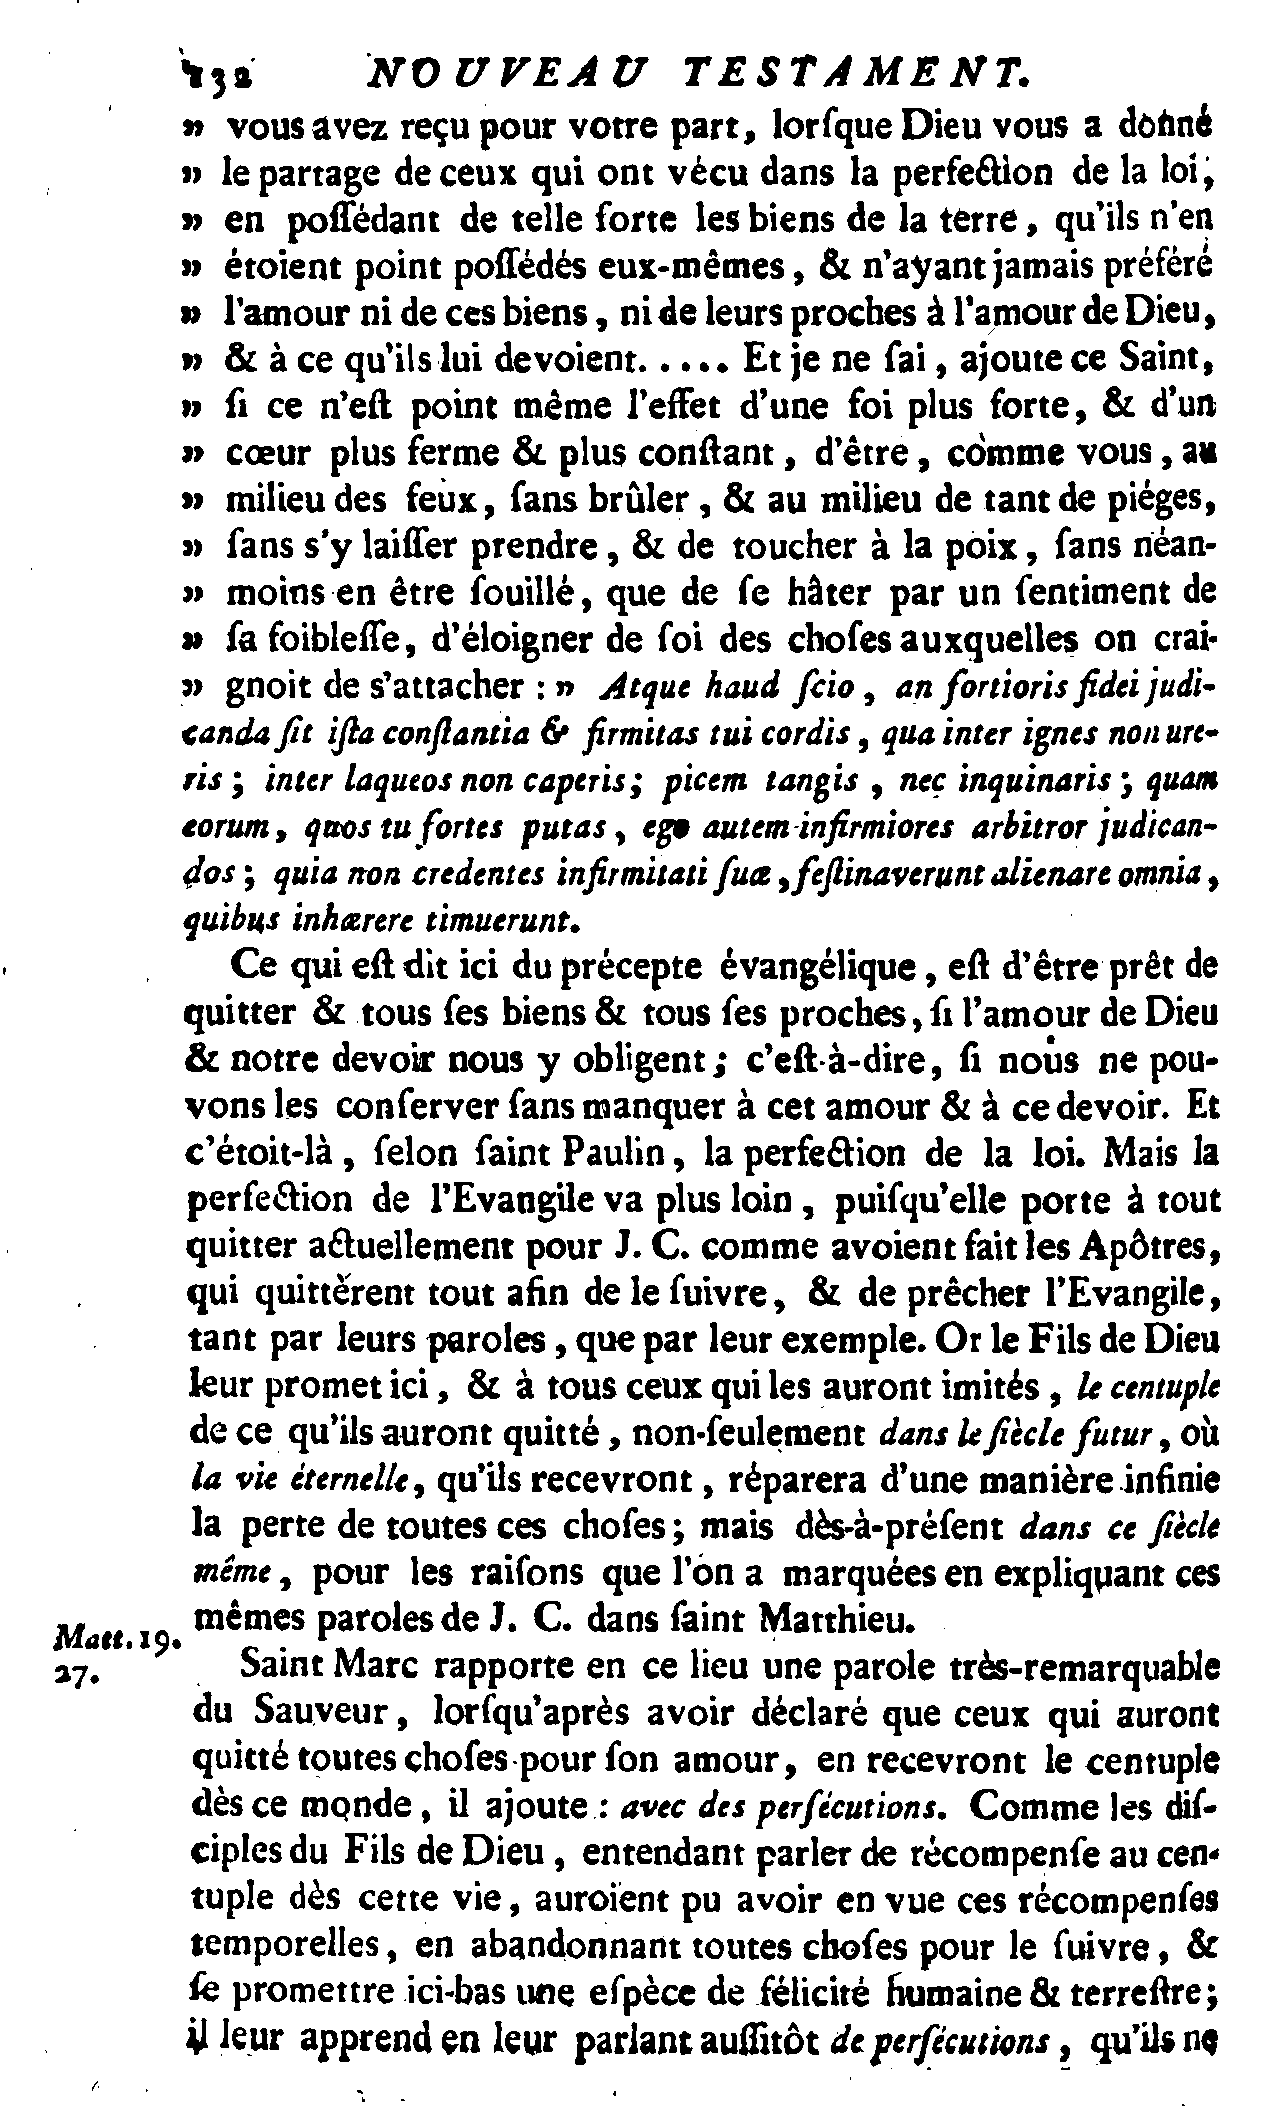 132 NOUVEAU TESTAMENT.
» vous avez reçu pour votre part, lorſque Dieu vous a donné
» le partage de ceux qui ont vécu dans la perfection de la loi,
» en poſſédant de telle ſorte les biens de la terre, qu'ils n'en
» étoient point poſſédés eux-mêmes, & n'ayant jamais préféré
» l'amour ni de ces biens, ni de leurs proches à l'amour de Dieu,
» & à ce qu'ils lui devoient..... Et je ne ſai, ajoute ce Saint,
» ſi ce n'eſt point même l'effet d'une foi plus forte, & d'un
» cœur plus ferme & plus conſtant, d'être, comme vous, au
» milieu des feux, ſans brûler, & au milieu de tant de piéges,
» ſans s'y laiſſer prendre, & de toucher à la poix, ſans néan-
» moins en être ſouillé, que de ſe hâter par un ſentiment de
» ſa foibleſſe, d'éloigner de ſoi des choſes auxquelles on crai-
» gnoit de s'attacher : » Atque haud ſcio, an fortioris fidei judi-
canda ſit iſta conſtantia & firmitas tui cordis, qua inter ignes non ure-
ris ; inter laqueos non caperis ; picem tangis, nec inquinaris ; quam
eorum, quos tu fortes putas, ego autem infirmiores arbitror judican-
dos ; quia non credentes infirmitati ſuæ, feſtinaverunt alienare omnia,
quibus inhærere timuerunt.
Ce qui eſt dit ici du précepte évangélique, eſt d'être prêt de
quitter & tous ſes biens & tous ſes proches, ſi l'amour de Dieu
& notre devoir nous y obligent ; c'eſt-à-dire, ſi nous ne pou-
vons les conſerver ſans manquer à cet amour & à ce devoir. Et
c'étoit-là, ſelon ſaint Paulin, la perfection de la loi. Mais la
perfection de l'Evangile va plus loin, puiſqu'elle porte à tout
quitter actuellement pour J. C. comme avoient fait les Apôtres,
qui quittèrent tout afin de le ſuivre, & de prêcher l'Evangile,
tant par leurs paroles, que par leur exemple. Or le Fils de Dieu
leur promet ici, & à tous ceux qui les auront imités, le centuple
de ce qu'ils auront quitté, non-ſeulement dans le ſiècle futur, où
la vie éternelle, qu'ils recevront, réparera d'une manière infinie
la perte de toutes ces choſes ; mais dès-à-préſent dans ce ſiècle
même, pour les raiſons que l'on a marquées en expliquant ces
mêmes paroles de J. C. dans ſaint Matthieu.
Matt. 19.
27.
Saint Marc rapporte en ce lieu une parole très-remarquable
du Sauveur, lorſqu'après avoir déclaré que ceux qui auront
quitté toutes choſes pour ſon amour, en recevront le centuple
dès ce monde, il ajoute : avec des perſécutions. Comme les diſ-
ciples du Fils de Dieu, entendant parler de récompenſe au cen-
tuple dès cette vie, auroient pu avoir en vue ces récompenſes
temporelles, en abandonnant toutes choſes pour le ſuivre, &
ſe promettre ici-bas une eſpèce de félicité humaine & terreſtre ;
il leur apprend en leur parlant auſſitôt de perſécutions, qu'ils ne